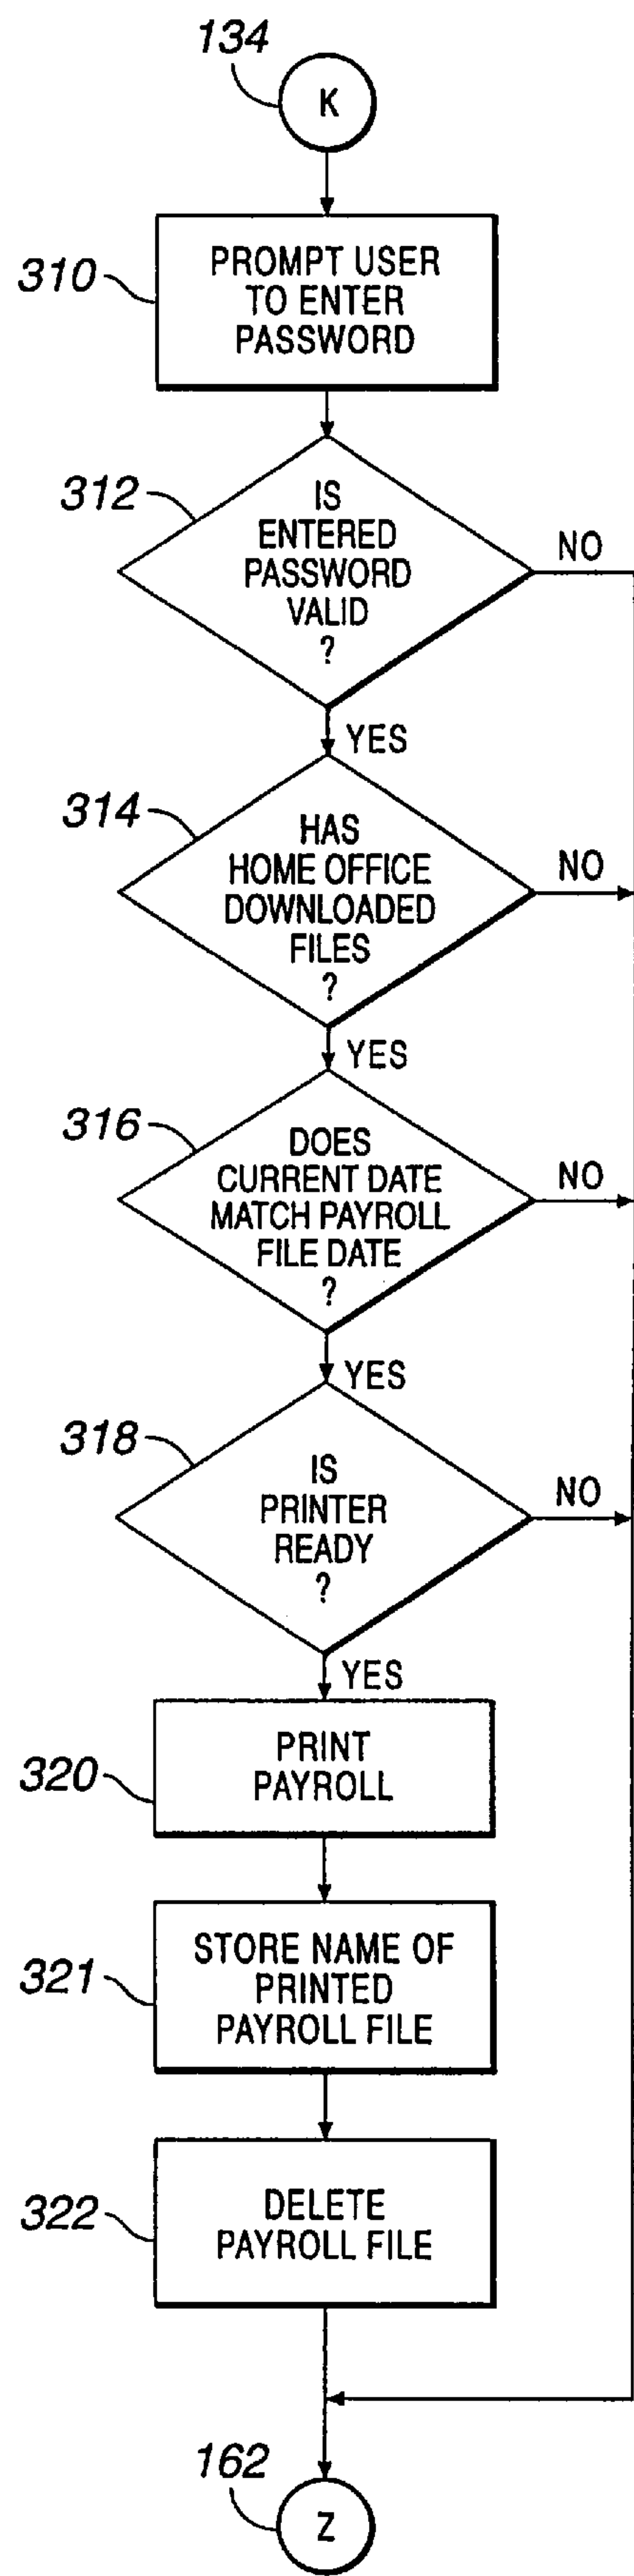 134
K
310
PROMPT USER
TO ENTER
PASSWORD
312
IS
ENTERED
PASSWORD
VALID
?
NO
YES
314
HAS
HOME OFFICE
DOWNLOADED
FILES
?
NO
YES
316
DOES
CURRENT DATE
MATCH PAYROLL
FILE DATE
?
NO
YES
318
IS
PRINTER
READY
?
NO
YES
320
PRINT
PAYROLL
321
STORE NAME OF
PRINTED
PAYROLL FILE
322
DELETE
PAYROLL FILE
162
Z